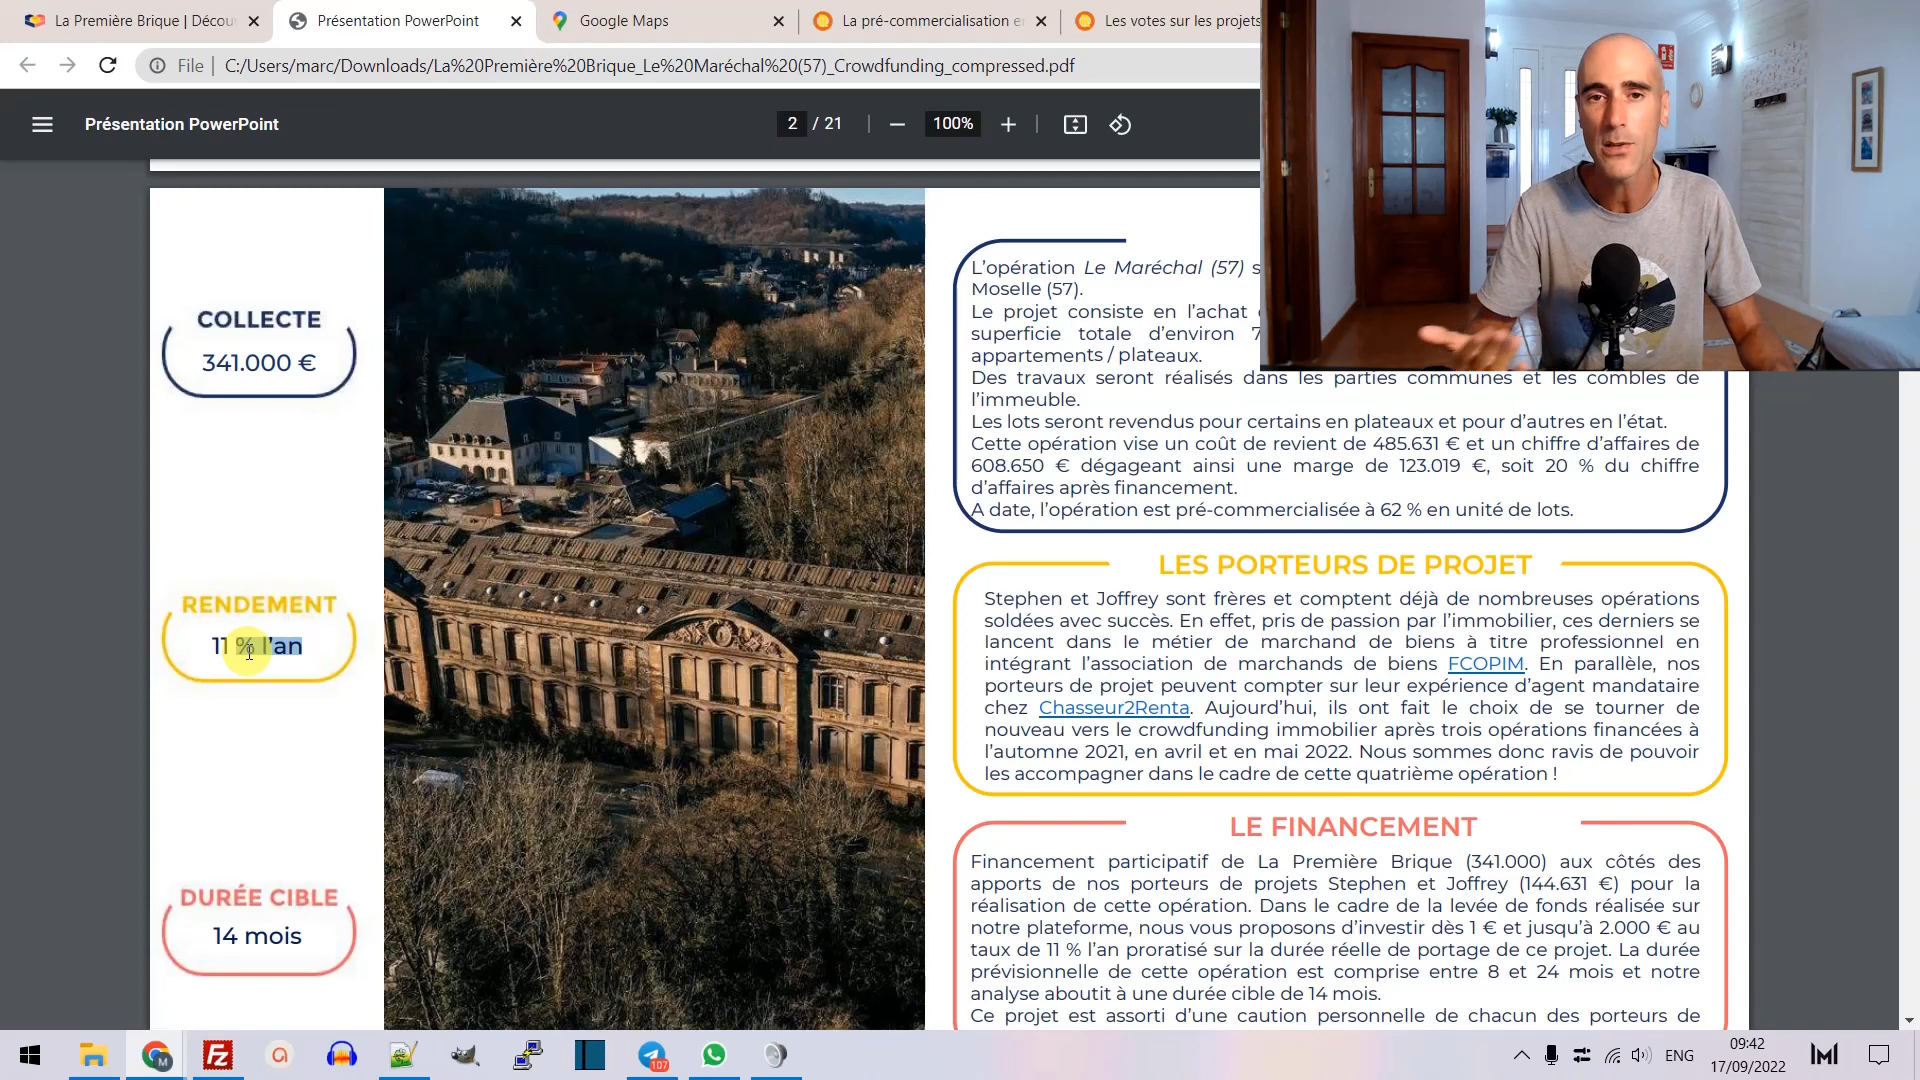 La Première Brique | Découv
Présentation PowerPoint
Google Maps
La pré-commercialisation e
Les votes sur les projets
File
C:/Users/marc/Downloads/La%20Première%20Brique_Le%20Maréchal%20(57)_Crowdfunding_compressed.pdf
Présentation PowerPoint
2 / 21
100%
COLLECTE
341.000 €
RENDEMENT
11 % l'an
DURÉE CIBLE
14 mois
L'opération Le Maréchal (57) s
Moselle (57).
Le projet consiste en l'achat
superficie totale d'environ 7
appartements / plateaux.
Des travaux seront réalisés dans les parties communes et les combles de
l'immeuble.
Les lots seront revendus pour certains en plateaux et pour d'autres en l'état.
Cette opération vise un coût de revient de 485.631 € et un chiffre d'affaires de
608.650 € dégageant ainsi une marge de 123.019 €, soit 20 % du chiffre
d'affaires après financement.
A date, l'opération est pré-commercialisée à 62 % en unité de lots.
LES PORTEURS DE PROJET
Stephen et Joffrey sont frères et comptent déjà de nombreuses opérations
soldées avec succès. En effet, pris de passion par l'immobilier, ces derniers se
lancent dans le métier de marchand de biens à titre professionnel en
intégrant l'association de marchands de biens FCOPIM. En parallèle, nos
porteurs de projet peuvent compter sur leur expérience d'agent mandataire
chez Chasseur2Renta. Aujourd'hui, ils ont fait le choix de se tourner de
nouveau vers le crowdfunding immobilier après trois opérations financées à
l'automne 2021, en avril et en mai 2022. Nous sommes donc ravis de pouvoir
les accompagner dans le cadre de cette quatrième opération !
LE FINANCEMENT
Financement participatif de La Première Brique (341.000) aux côtés des
apports de nos porteurs de projets Stephen et Joffrey (144.631 €) pour la
réalisation de cette opération. Dans le cadre de la levée de fonds réalisée sur
notre plateforme, nous vous proposons d'investir dès 1 € et jusqu'à 2.000 € au
taux de 11 % l'an proratisé sur la durée réelle de portage de ce projet. La durée
prévisionnelle de cette opération est comprise entre 8 et 24 mois et notre
analyse aboutit à une durée cible de 14 mois.
Ce projet est assorti d'une caution personnelle de chacun des porteurs de
M
FZ
107
ENG
09:42
17/09/2022